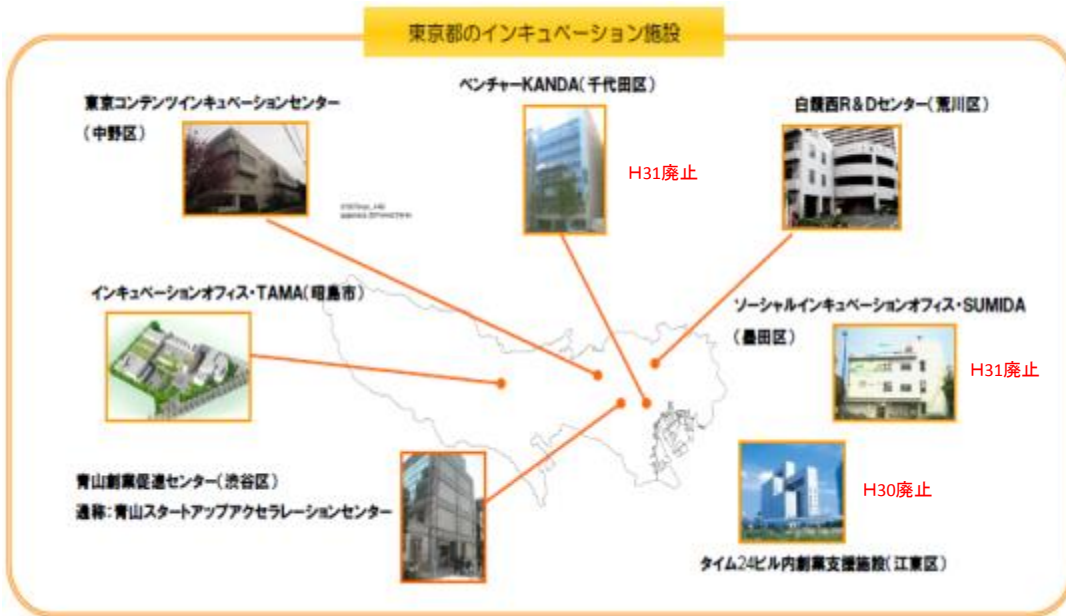 東京都のインキュベーション施設
ベンチャーKANDA(千代田区)
東京コンテンツインキュベーションセンター
(中野区)
白鬚西R&Dセンター(荒川区)
H31廃止
インキュベーションオフィス・TAMA(昭島市)
ソーシャルインキュベーションオフィス・SUMIDA
(墨田区)
H31廃止
青山創業促進センター(渋谷区)
通称:青山スタートアップアクセラレーションセンター
H30廃止
タイム24ビル内創業支援施設(江東区)